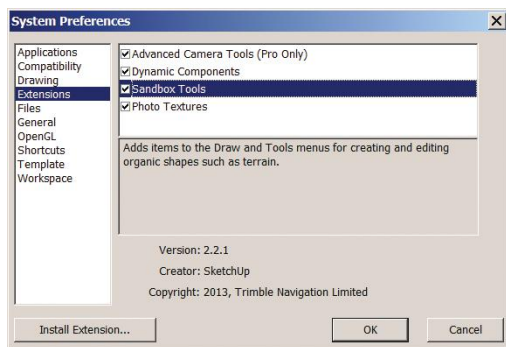 System Preferences
Applications
Compatibility
Drawing
Extensions
Files
General
OpenGL
Shortcuts
Template
Workspace
Advanced Camera Tools (Pro Only)
Dynamic Components
Sandbox Tools
Photo Textures
Adds items to the Draw and Tools menus for creating and editing
organic shapes such as terrain.
Version: 2.2.1
Creator: SketchUp
Copyright: 2013, Trimble Navigation Limited
Install Extension...
OK
Cancel